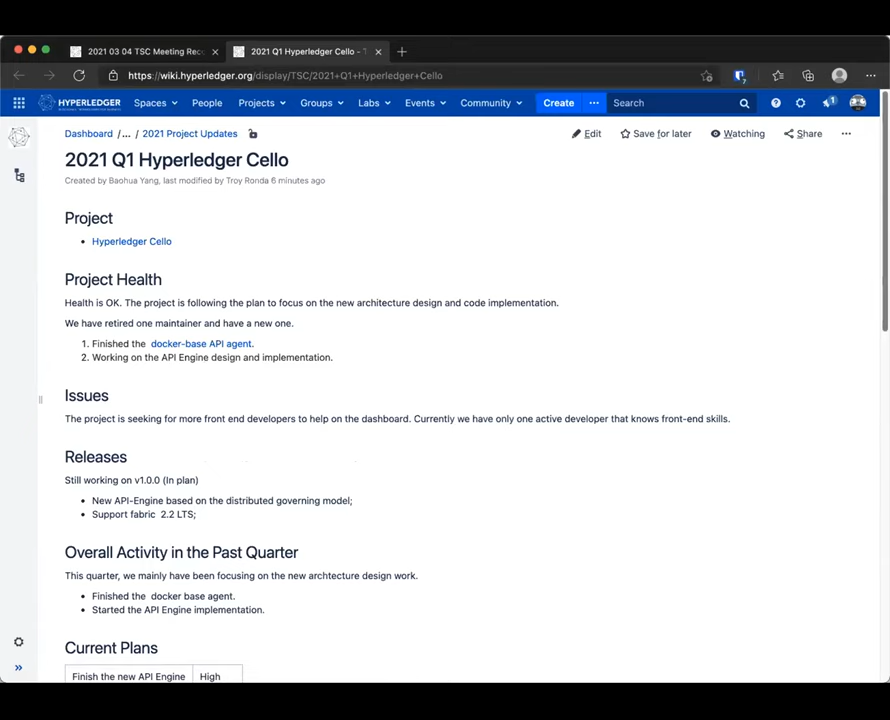 2021 03 04 TSC Meeting Rec
2021 Q1 Hyperledger Cello - T
https://wiki.hyperledger.org/display/TSC/2021+Q1+Hyperledger+Cello
7
HYPERLEDGER
Spaces
People
Projects
Groups
Labs
Events
Community
Create
Search
1
Dashboard /... / 2021 Project Updates
Edit
Save for later
Watching
Share
2021 Q1 Hyperledger Cello
Created by Baohua Yang, last modified by Troy Ronda 6 minutes ago
Project
• Hyperledger Cello
Project Health
Health is OK. The project is following the plan to focus on the new architecture design and code implementation.
We have retired one maintainer and have a new one.
1. Finished the docker-base API agent.
2. Working on the API Engine design and implementation.
Issues
The project is seeking for more front end developers to help on the dashboard. Currently we have only one active developer that knows front-end skills.
Releases
Still working on v1.0.0 (In plan)
• New API-Engine based on the distributed governing model;
• Support fabric 2.2 LTS;
Overall Activity in the Past Quarter
This quarter, we mainly have been focusing on the new archtecture design work.
• Finished the docker base agent.
• Started the API Engine implementation.
Current Plans
Finish the new API Engine
High